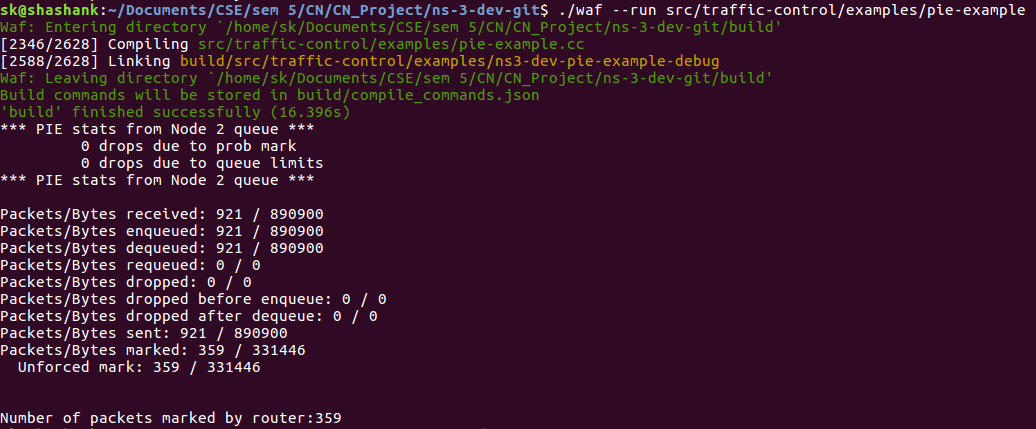 sk@shashank:~/Documents/CSE/sem 5/CN/CN_Project/ns-3-dev-git$ ./waf --run src/traffic-control/examples/pie-example
Waf: Entering directory `/home/sk/Documents/CSE/sem 5/CN/CN_Project/ns-3-dev-git/build'
[2346/2628] Compiling src/traffic-control/examples/pie-example.cc
[2588/2628] Linking build/src/traffic-control/examples/ns3-dev-pie-example-debug
Waf: Leaving directory `/home/sk/Documents/CSE/sem 5/CN/CN_Project/ns-3-dev-git/build'
Build commands will be stored in build/compile_commands.json
'build' finished successfully (16.396s)
*** PIE stats from Node 2 queue ***
         0 drops due to prob mark
         0 drops due to queue limits
*** PIE stats from Node 2 queue ***

Packets/Bytes received: 921 / 890900
Packets/Bytes enqueued: 921 / 890900
Packets/Bytes dequeued: 921 / 890900
Packets/Bytes requeued: 0 / 0
Packets/Bytes dropped: 0 / 0
Packets/Bytes dropped before enqueue: 0 / 0
Packets/Bytes dropped after dequeue: 0 / 0
Packets/Bytes sent: 921 / 890900
Packets/Bytes marked: 359 / 331446
  Unforced mark: 359 / 331446

Number of packets marked by router:359